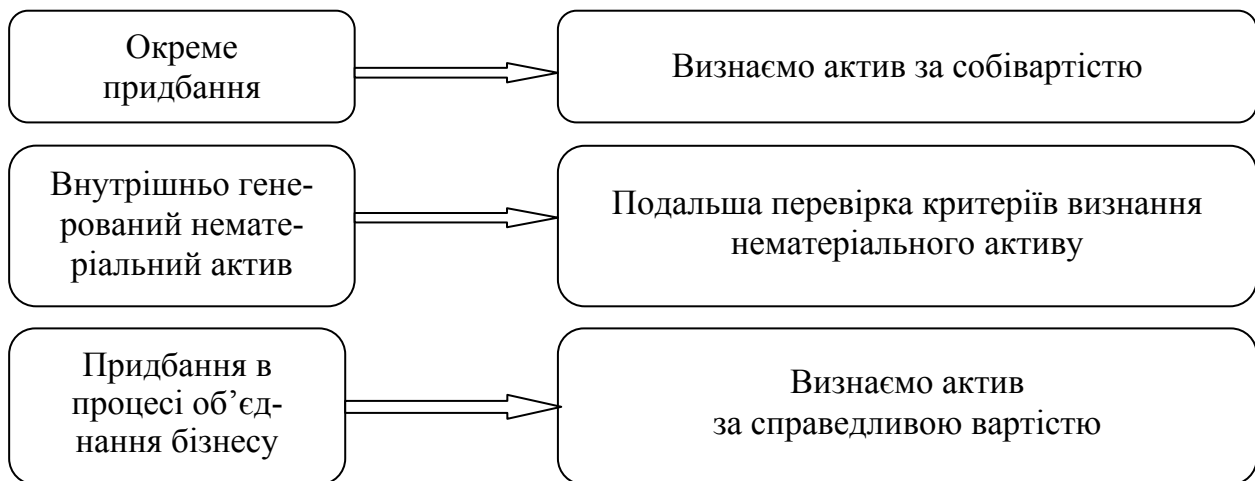 Окреме
придбання
Визнаємо актив за собівартістю
Внутрішньо гене-
рований немате-
ріальний актив
Подальша перевірка критеріїв визнання
нематеріального активу
Придбання в
процесі об’єд-
нання бізнесу
Визнаємо актив
за справедливою вартістю